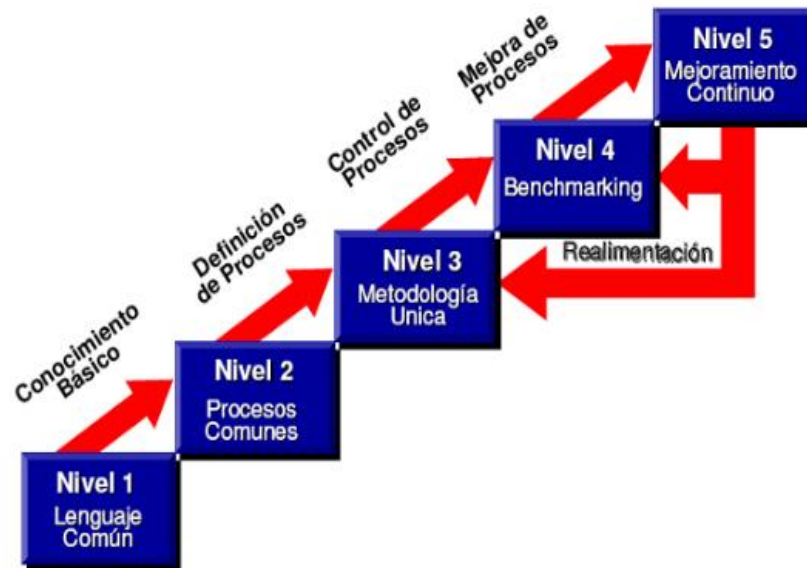 Nivel 5
Mejoramiento
Continuo
Mejora de
Procesos
Nivel 4
Benchmarking
Control de
Procesos
Realimentación
Nivel 3
Metodología
Unica
Definición
de Procesos
Nivel 2
Procesos
Comunes
Conocimiento
Básico
Nivel 1
Lenguaje
Común